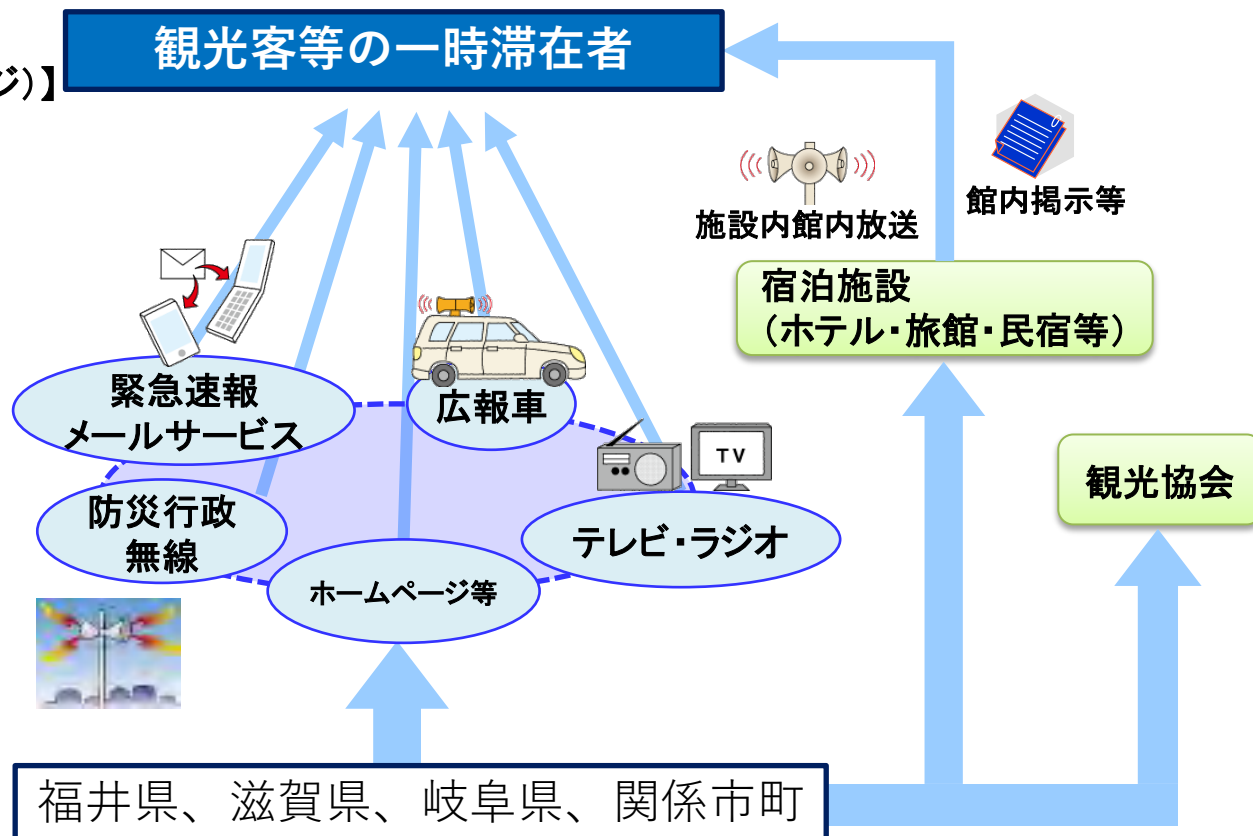 観光客等の一時滞在者
ジ)】
施設内館内放送
館内掲示等
宿泊施設
(ホテル・旅館・民宿等)
緊急速報
メールサービス
広報車
TV
観光協会
防災行政
無線
テレビ・ラジオ
ホームページ等
福井県、滋賀県、岐阜県、関係市町